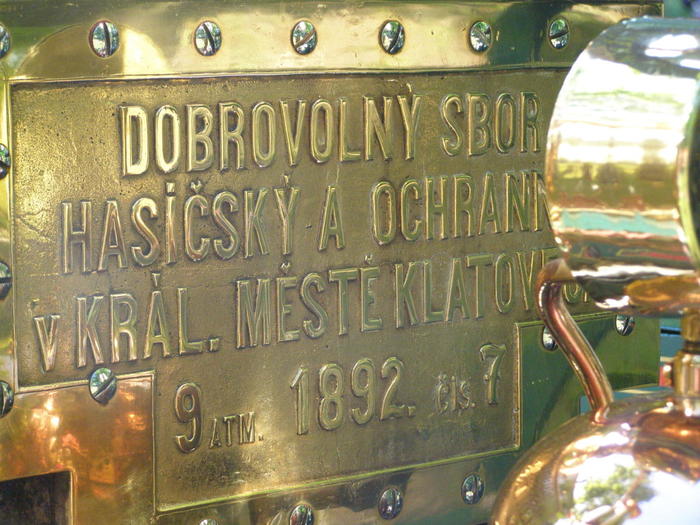 DOBROVOLNÝ SBOR
HASIČSKÝ A
v KRÁL. MĚSTĚ
9 ATM. 1892. čís. 7